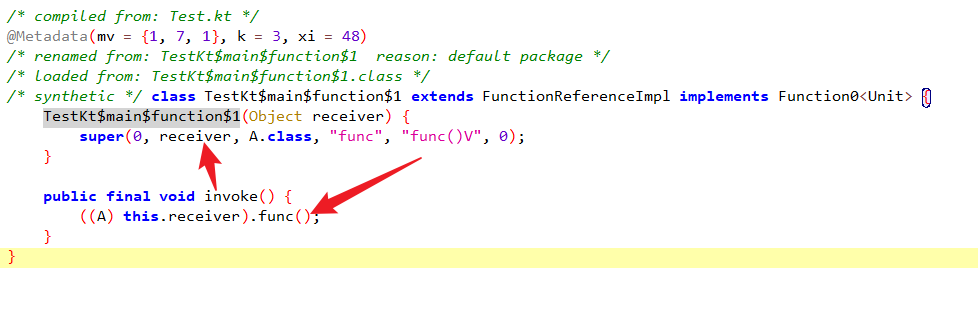 /* compiled from: Test.kt */
@Metadata(mv = {1, 7, 1}, k = 3, xi = 48)
/* renamed from: TestKt$main$function$1  reason: default package */
/* loaded from: TestKt$main$function$1.class */
/* synthetic */ class TestKt$main$function$1 extends FunctionReferenceImpl implements Function0<Unit> {
    TestKt$main$function$1(Object receiver) {
        super(0, receiver, A.class, "func", "func()V", 0);
    }
    public final void invoke() {
        ((A) this.receiver).func();
    }
}